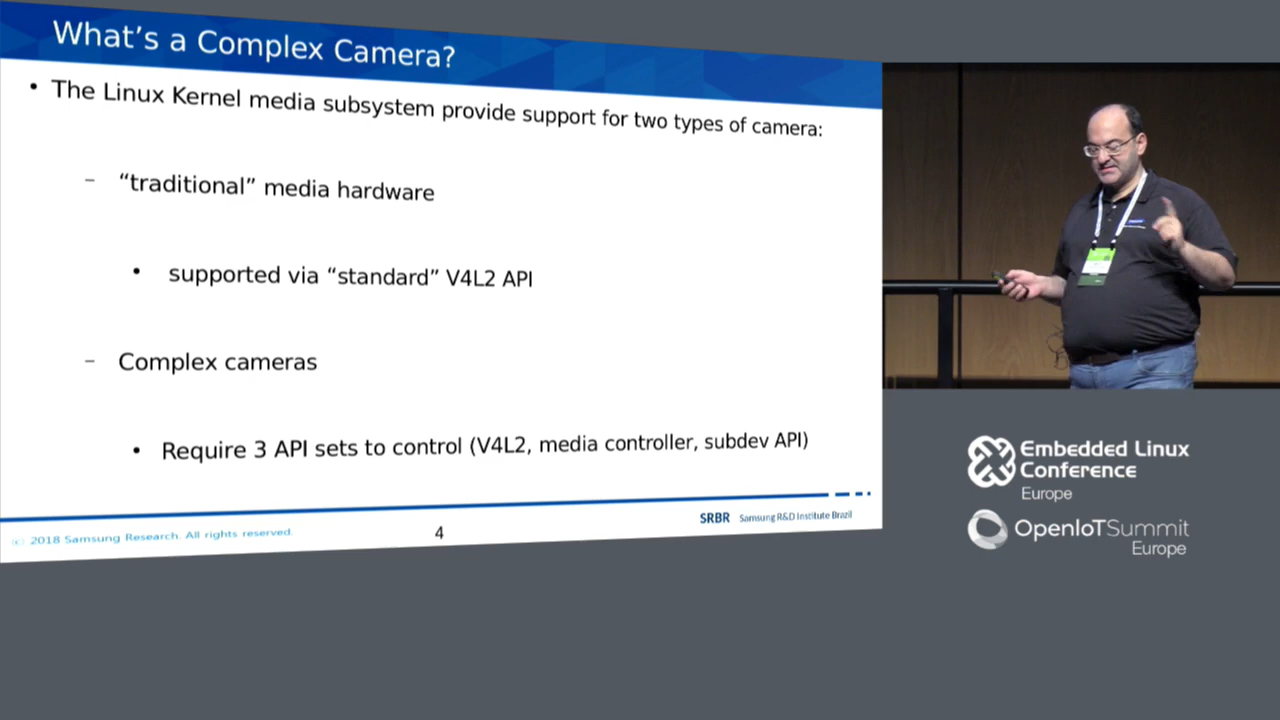 What's a Complex Camera?
• The Linux Kernel media subsystem provide support for two types of camera:
– “traditional” media hardware
• supported via “standard” V4L2 API
– Complex cameras
• Require 3 API sets to control (V4L2, media controller, subdev API)
© 2018 Samsung Research. All rights reserved.
4
SRBR Samsung R&D Institute Brazil
Embedded Linux
Conference
Europe
OpenIoTSummit
Europe